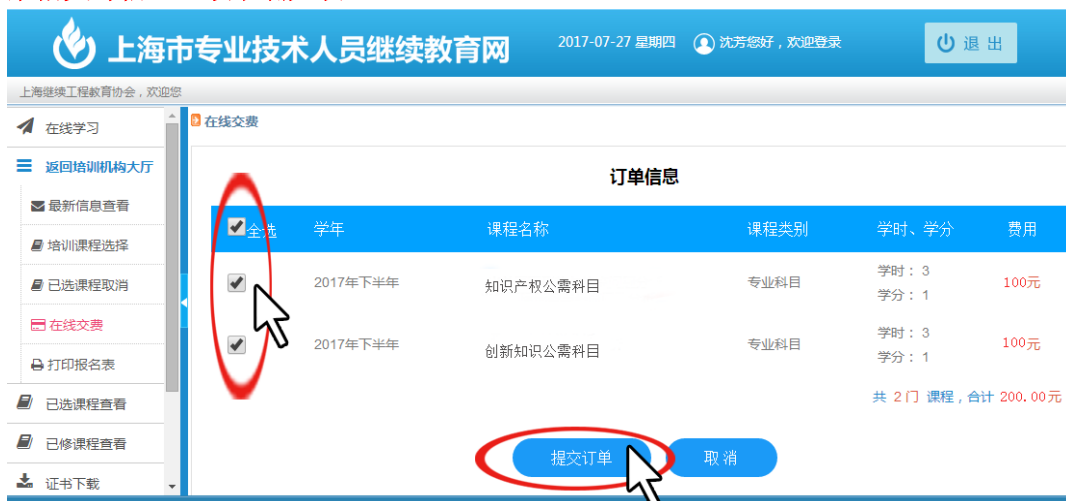 上海市专业技术人员继续教育网
2017-07-27 星期四
沈芳您好，欢迎登录
退 出
上海继续工程教育协会，欢迎您
在线学习
返回培训机构大厅
最新信息查看
培训课程选择
已选课程取消
在线交费
打印报名表
已选课程查看
已修课程查看
证书下载
在线交费
订单信息
全选 学年 课程名称 课程类别 学时、学分 费用
2017年下半年 知识产权公需科目 专业科目 学时：3 100元
学分：1
2017年下半年 创新知识公需科目 专业科目 学时：3 100元
学分：1
共 2门 课程，合计 200.00元
提交订单 取 消